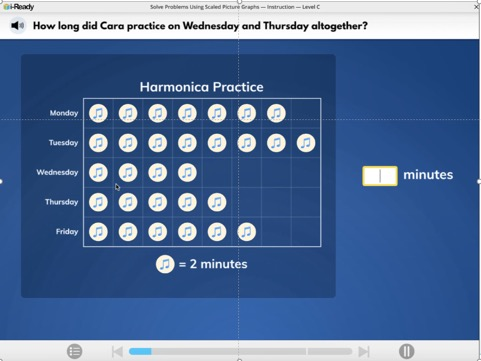 i-Ready
Solve Problems Using Scaled Picture Graphs — Instruction — Level C
How long did Cara practice on Wednesday and Thursday altogether?
Harmonica Practice
Monday
Tuesday
Wednesday
Thursday
Friday
= 2 minutes
minutes